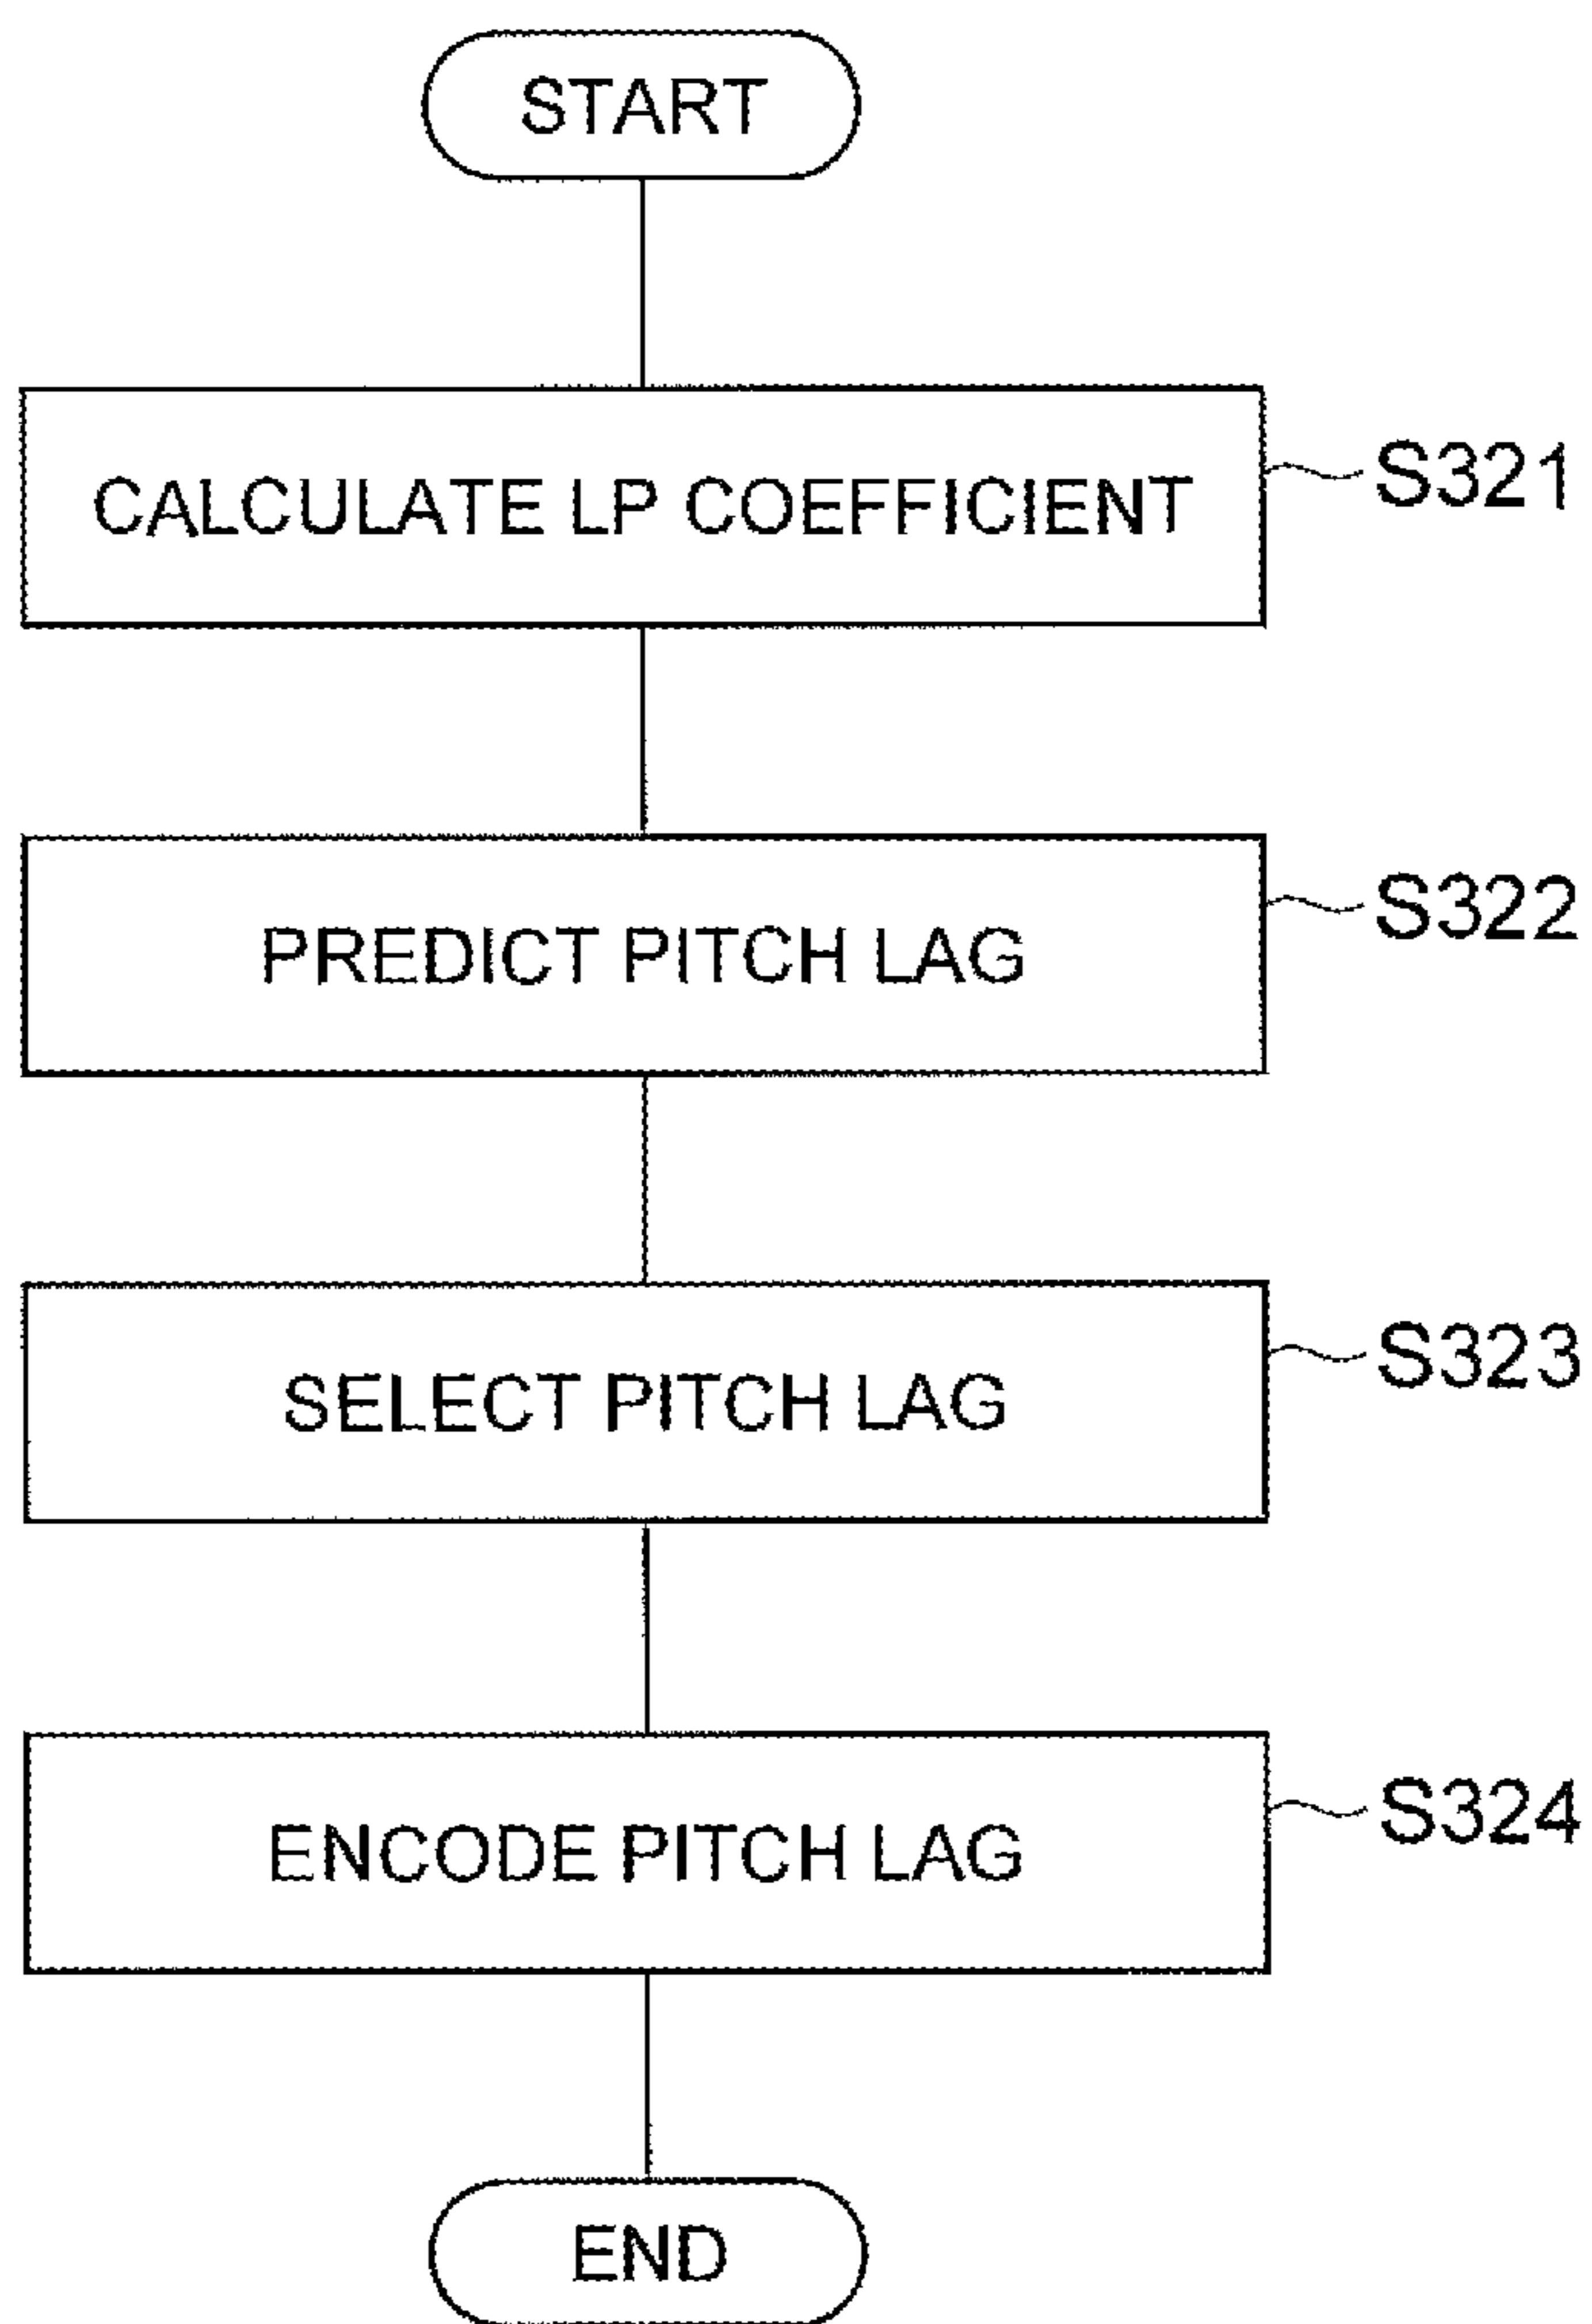 START
CALCULATE LP COEFFICIENT
S321
PREDICT PITCH LAG
S322
SELECT PITCH LAG
S323
ENCODE PITCH LAG
S324
END